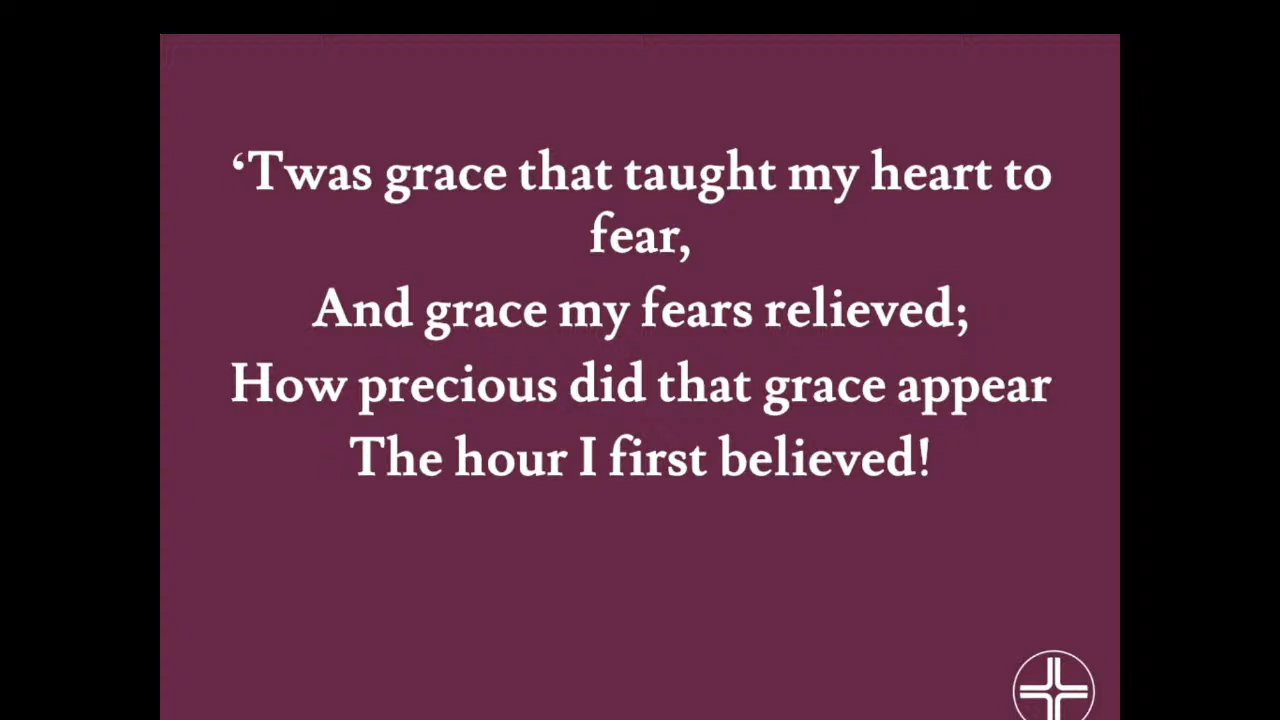 ‘Twas grace that taught my heart to
fear,
And grace my fears relieved;
How precious did that grace appear
The hour I first believed!